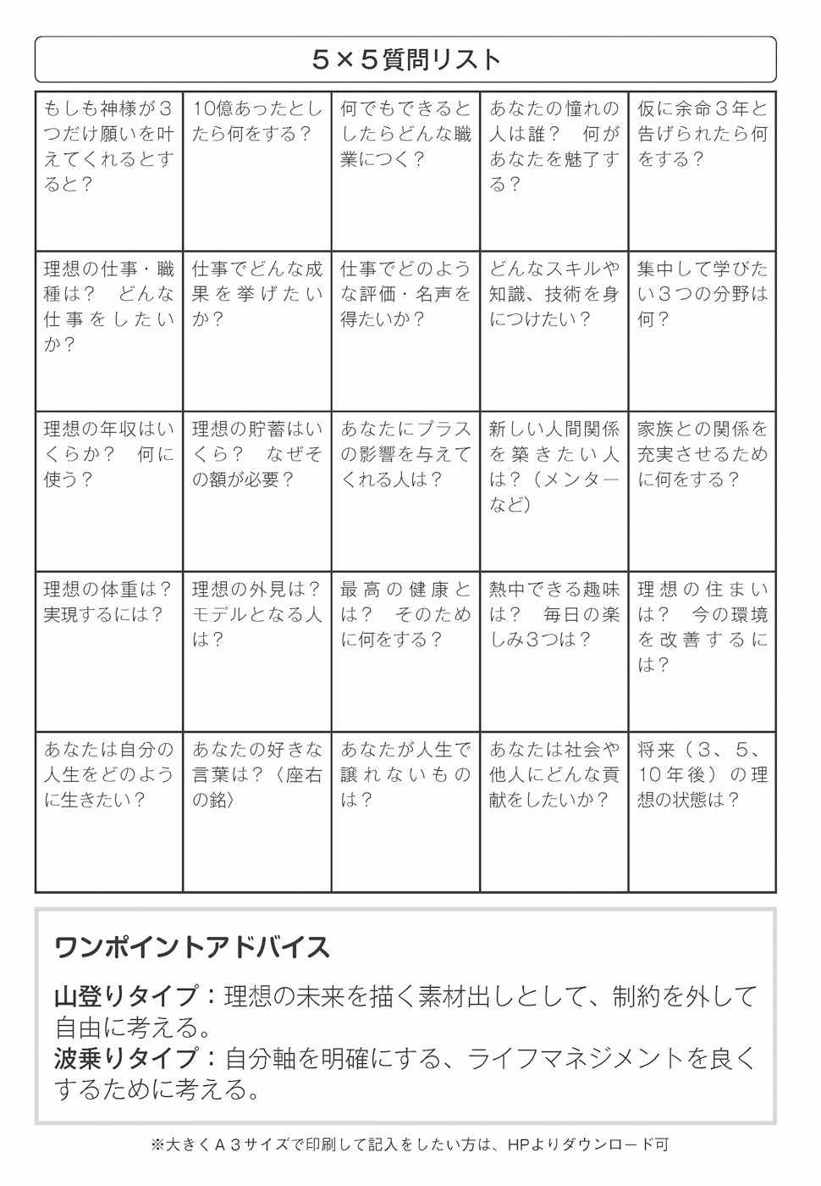 5×5質問リスト
もしも神様が3
つだけ願いを叶
えてくれるとす
ると?
10億あったとし
たら何をする?
何でもできると
したらどんな職
業につく?
あなたの憧れの
人は誰? 何が
あなたを魅了す
る?
仮に余命3年と
告げられたら何
をする?
理想の仕事・職
種は? どんな
仕事をしたい
か?
仕事でどんな成
果を挙げたい
か?
仕事でどのよう
な評価・名声を
得たいか?
どんなスキルや
知識、技術を身
につけたい?
集中して学びた
い3つの分野は
何?
理想の年収はい
くらか? 何に
使う?
理想の貯蓄はい
くら? なぜそ
の額が必要?
あなたにプラス
の影響を与えて
くれる人は?
新しい人間関係
を築きたい人
は?(メンター
など)
家族との関係を
充実させるため
に何をする?
理想の体重は?
実現するには?
理想の外見は?
モデルとなる人
は?
最高の健康と
は? そのため
に何をする?
熱中できる趣味
は? 毎日の楽
しみ3つは?
理想の住まい
は? 今の環境
を改善するに
は?
あなたは自分の
人生をどのよう
に生きたい?
あなたの好きな
言葉は?〈座右
の銘〉
あなたが人生で
譲れないもの
は?
あなたは社会や
他人にどんな貢
献をしたいか?
将来(3、5、
10年後)の理
想の状態は?
ワンポイントアドバイス
山登りタイプ:理想の未来を描く素材出しとして、制約を外して
自由に考える。
波乗りタイプ:自分軸を明確にする、ライフマネジメントを良く
するために考える。
※大きくA3サイズで印刷して記入をしたい方は、HPよりダウンロード可